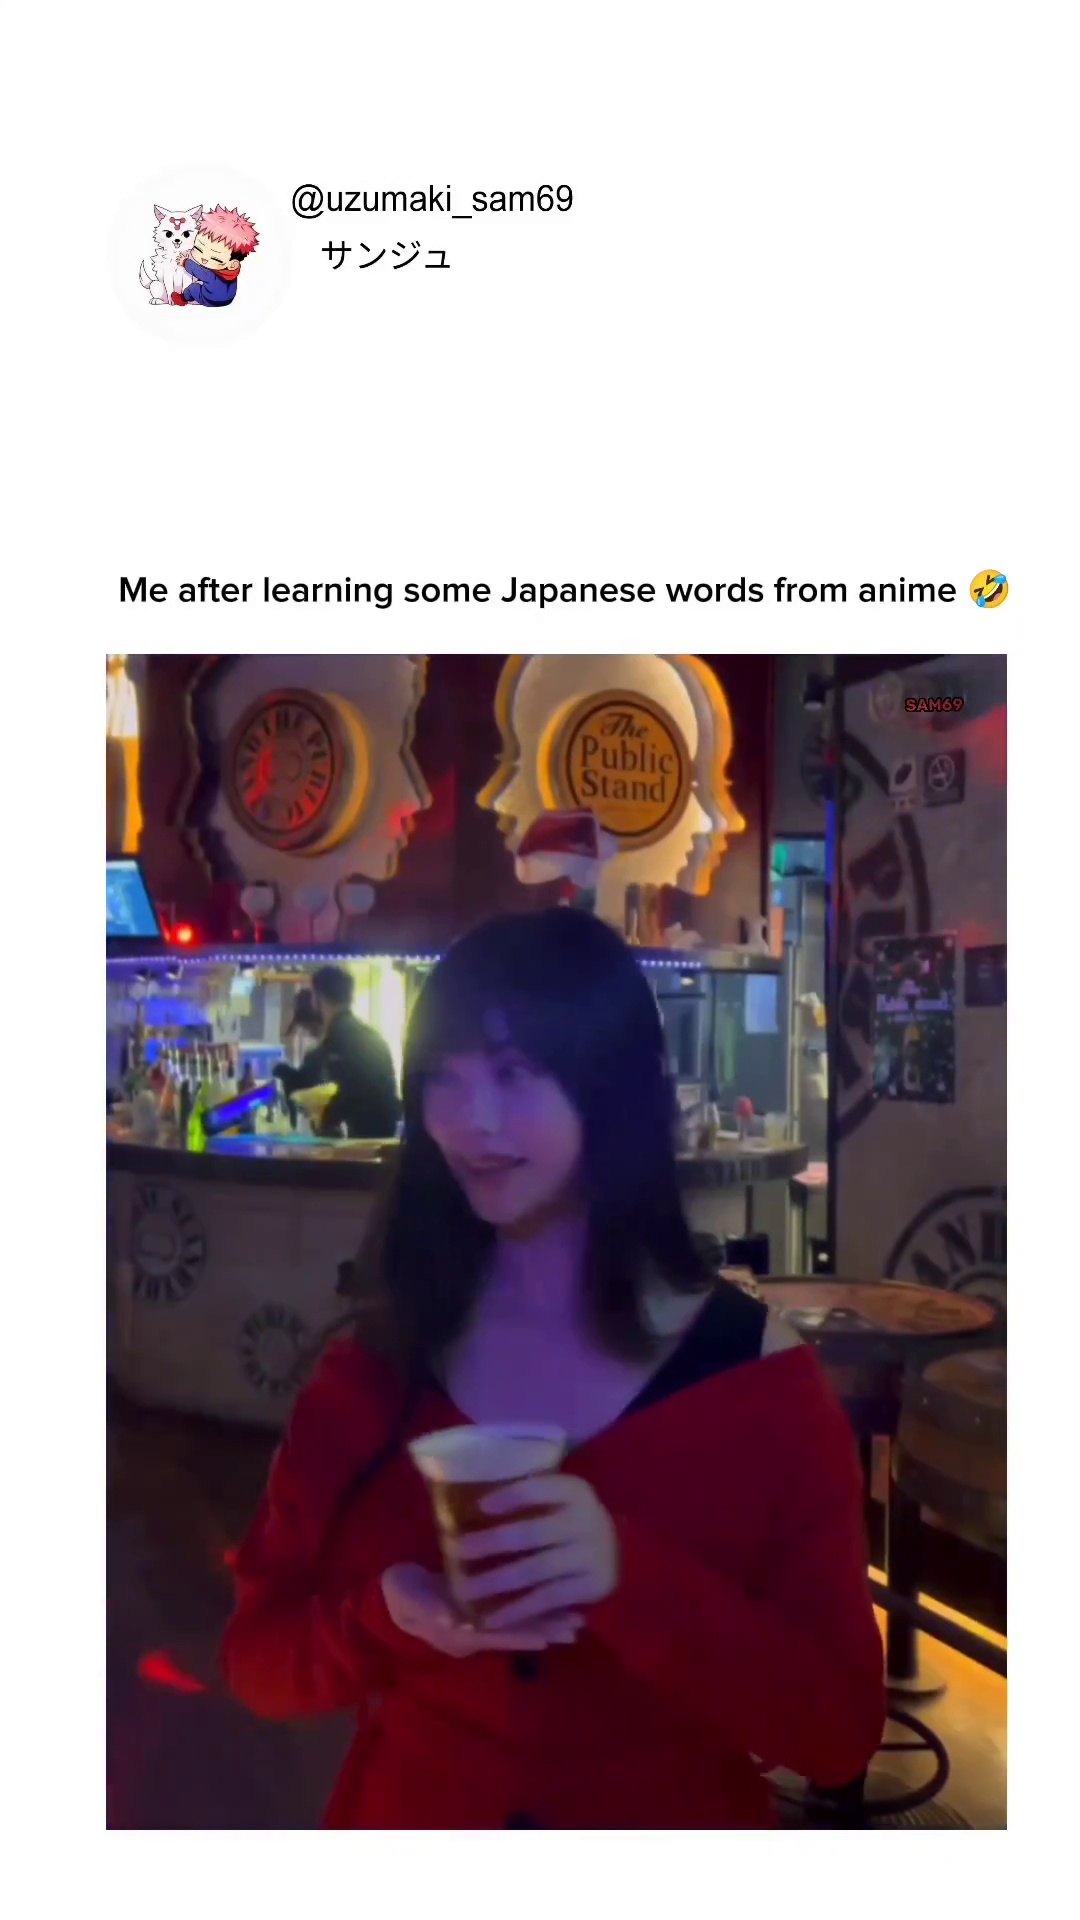 @uzumaki_sam69
サンジュ
Me after learning some Japanese words from anime 🤣
SAM69
The
Public
Stand